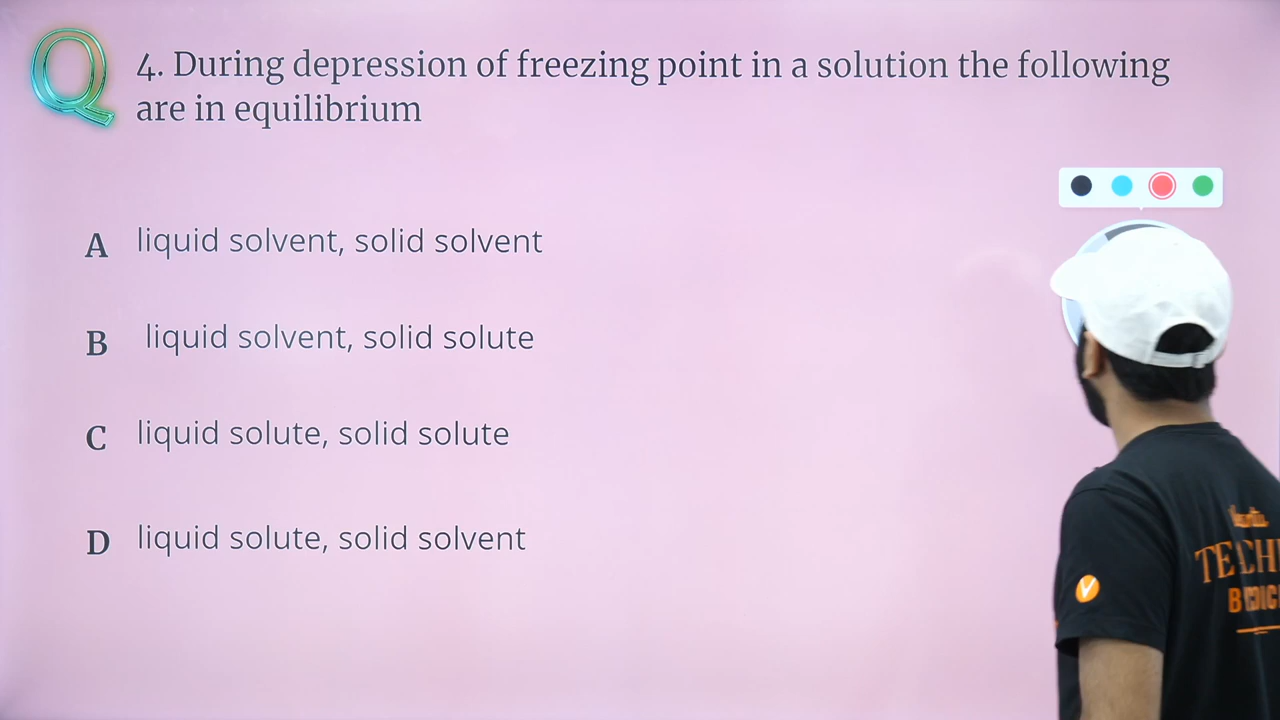 Q 4. During depression of freezing point in a solution the following
are in equilibrium
A liquid solvent, solid solvent
B liquid solvent, solid solute
C liquid solute, solid solute
D liquid solute, solid solvent
V